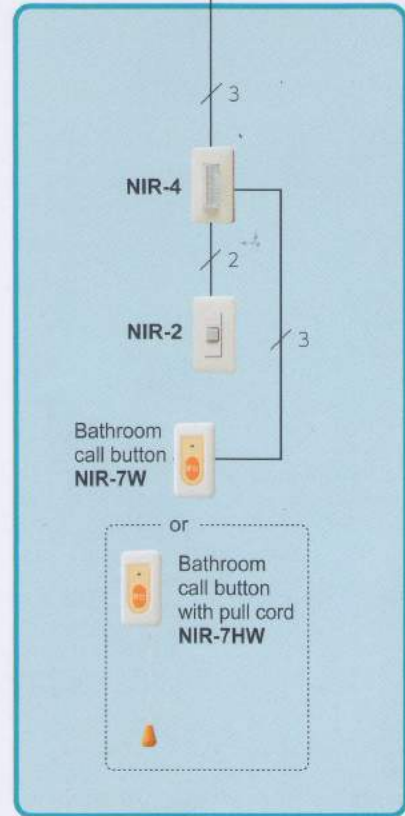 3
NIR-4
2
NIR-2
3
Bathroom
call button
NIR-7W
or
Bathroom
call button
with pull cord
NIR-7HW